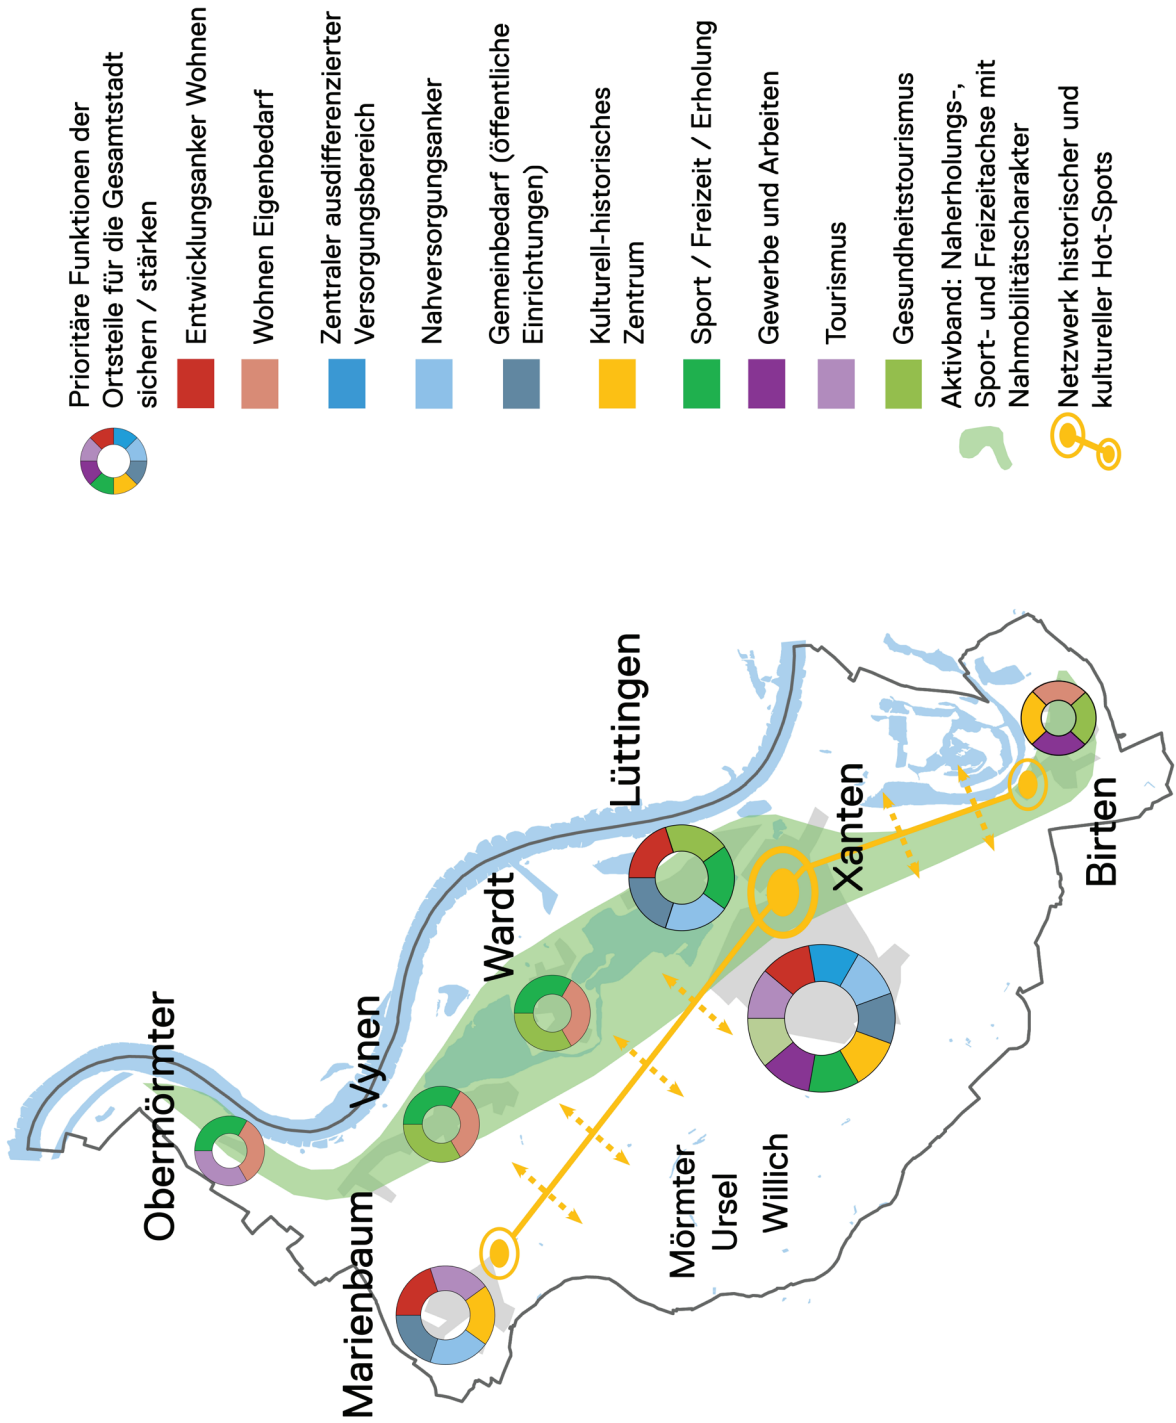 Prioritäre Funktionen der
Ortsteile für die Gesamtstadt
sichern / stärken
Entwicklungsanker Wohnen
Wohnen Eigenbedarf
Zentraler ausdifferenzierter
Versorgungsbereich
Nahversorgungsanker
Gemeinbedarf (öffentliche
Einrichtungen)
Kulturell-historisches
Zentrum
Sport / Freizeit / Erholung
Gewerbe und Arbeiten
Tourismus
Gesundheitstourismus
Aktivband: Naherholungs-,
Sport- und Freizeitachse mit
Nahmobilitätscharakter
Netzwerk historischer und
kultureller Hot-Spots
Obermörmter
Vynen
Marienbaum
Wardt
Lüttingen
Mörmter
Ursel
Willich
Xanten
Birten